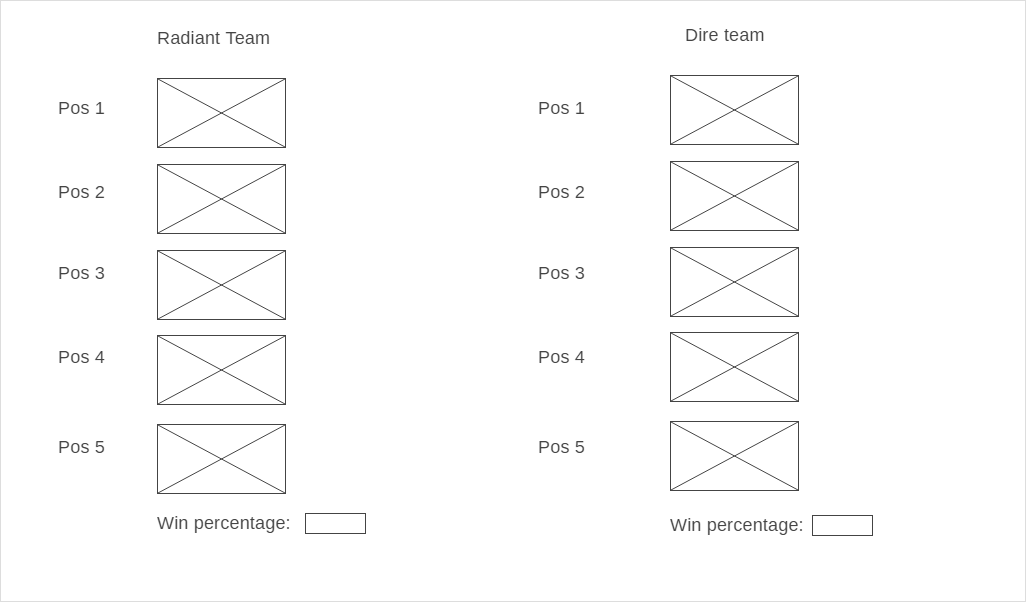 Radiant Team
Dire team
Pos 1
Pos 1
Pos 2
Pos 2
Pos 3
Pos 3
Pos 4
Pos 4
Pos 5
Pos 5
Win percentage:
Win percentage: